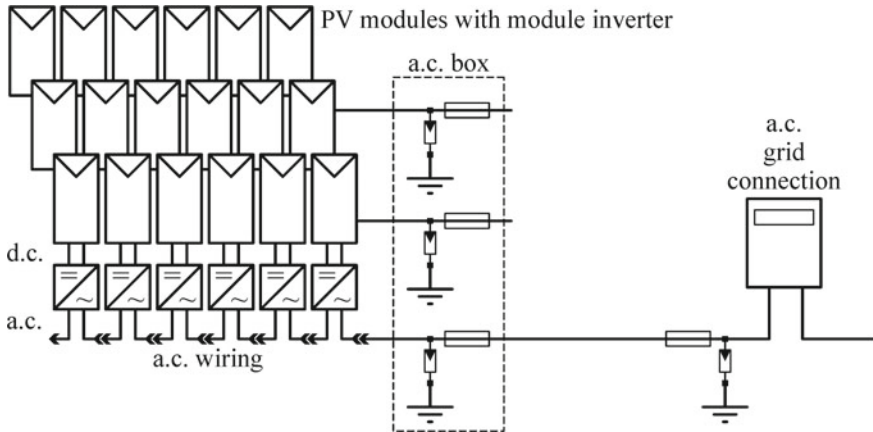 PV modules with module inverter
a.c. box
a.c.
grid
connection
d.c.
a.c.
a.c. wiring